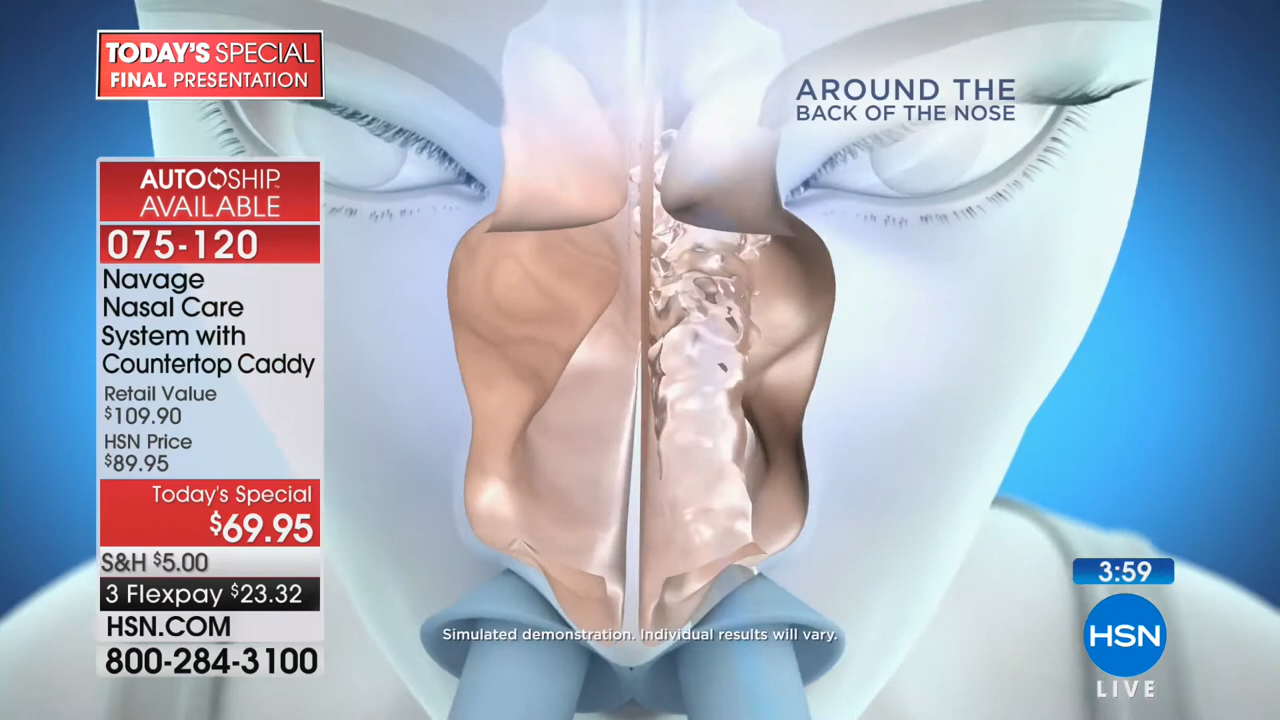 TODAY'S SPECIAL
FINAL PRESENTATION
AUTOSHIP
AVAILABLE
075-120
Navage
Nasal Care
System with
Countertop Caddy
Retail Value
$109.90
HSN Price
$89.95
Today's Special
$69.95
S&H $5.00
3 Flexpay $23.32
HSN.COM
800-284-3100
AROUND THE
BACK OF THE NOSE
Simulated demonstration. Individual results will vary.
3:59
HSN
LIVE